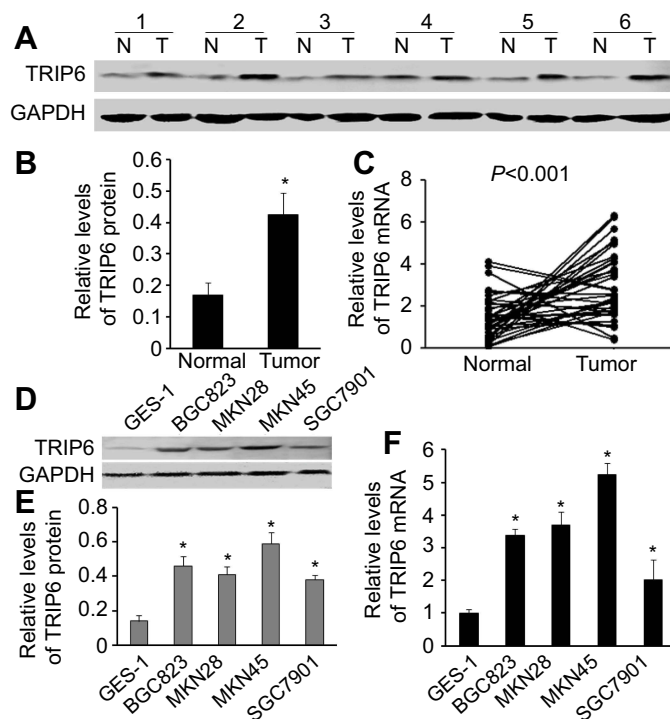 A
1 2 3 4 5 6
N T N T N T N T N T N T
TRIP6
GAPDH
B
Relative levels
of TRIP6 protein
0.6
0.5
0.4
0.3
0.2
0.1
0
*
Normal Tumor
C
P<0.001
Relative levels
of TRIP6 mRNA
8
6
4
2
0
Normal Tumor
D
GES-1 BGC823 MKN28 MKN45 SGC7901
TRIP6
GAPDH
E
Relative levels
of TRIP6 protein
0.8
0.6
0.4
0.2
0
* * * *
GES-1 BGC823 MKN28 MKN45 SGC7901
F
Relative levels
of TRIP6 mRNA
6
5
4
3
2
1
0
* * * *
GES-1 BGC823 MKN28 MKN45 SGC7901